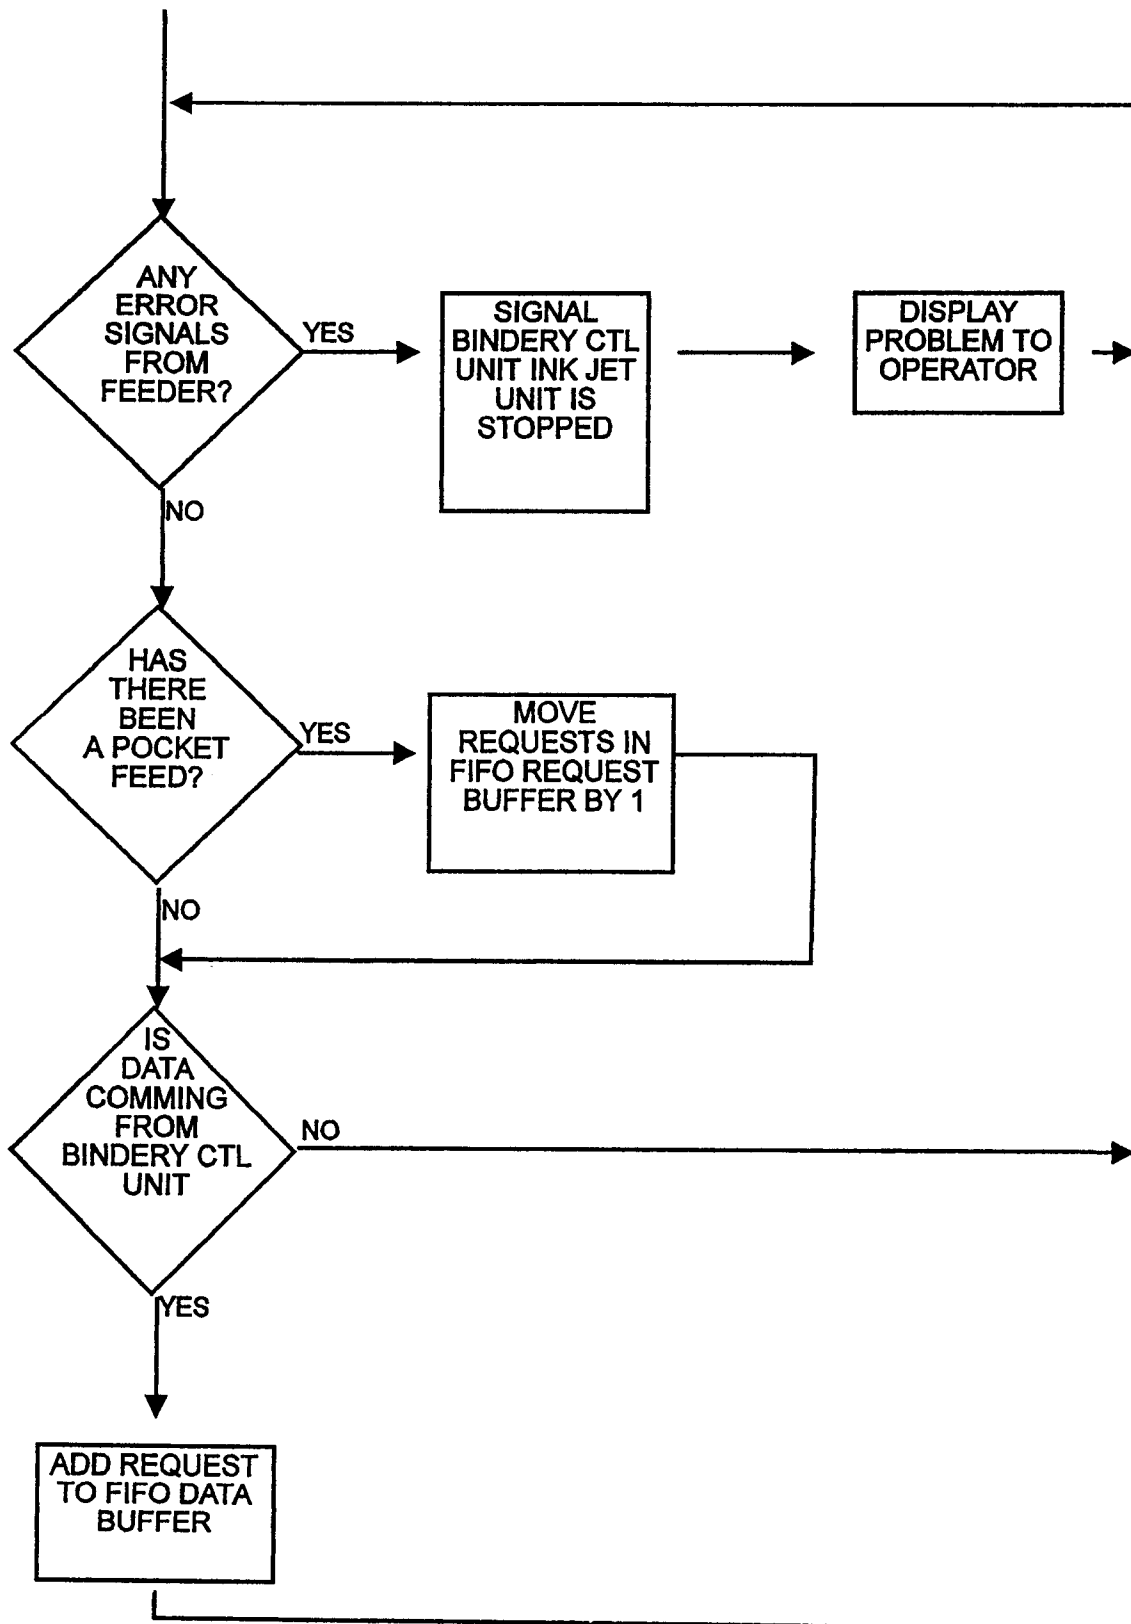 ANY
ERROR
SIGNALS
FROM
FEEDER?
YES
SIGNAL
BINDERY CTL
UNIT INK JET
UNIT IS
STOPPED
DISPLAY
PROBLEM TO
OPERATOR
NO
HAS
THERE
BEEN
A POCKET
FEED?
YES
MOVE
REQUESTS IN
FIFO REQUEST
BUFFER BY 1
NO
IS
DATA
COMMING
FROM
BINDERY CTL
UNIT
NO
YES
ADD REQUEST
TO FIFO DATA
BUFFER